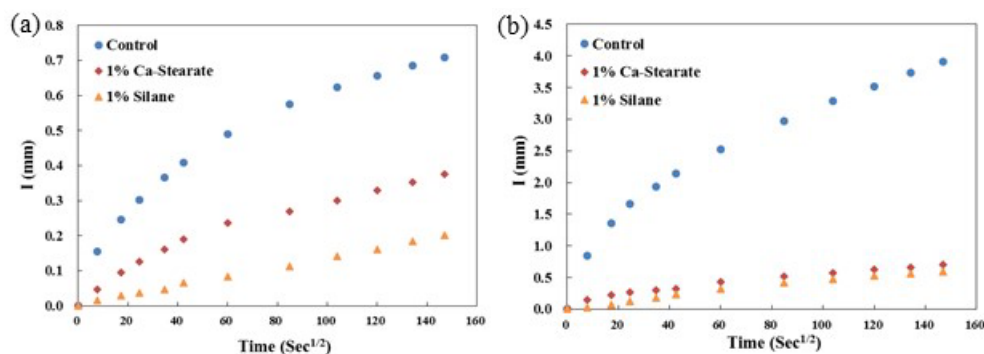 (a)
0.8
0.7
0.6
0.5
0.4
0.3
0.2
0.1
0.0
I (mm)
Control
1% Ca-Stearate
1% Silane
0 20 40 60 80 100 120 140 160
Time (Sec1/2)
(b)
4.5
4.0
3.5
3.0
2.5
2.0
1.5
1.0
0.5
0.0
I (mm)
Control
1% Ca-Stearate
1% Silane
0 20 40 60 80 100 120 140 160
Time (Sec1/2)